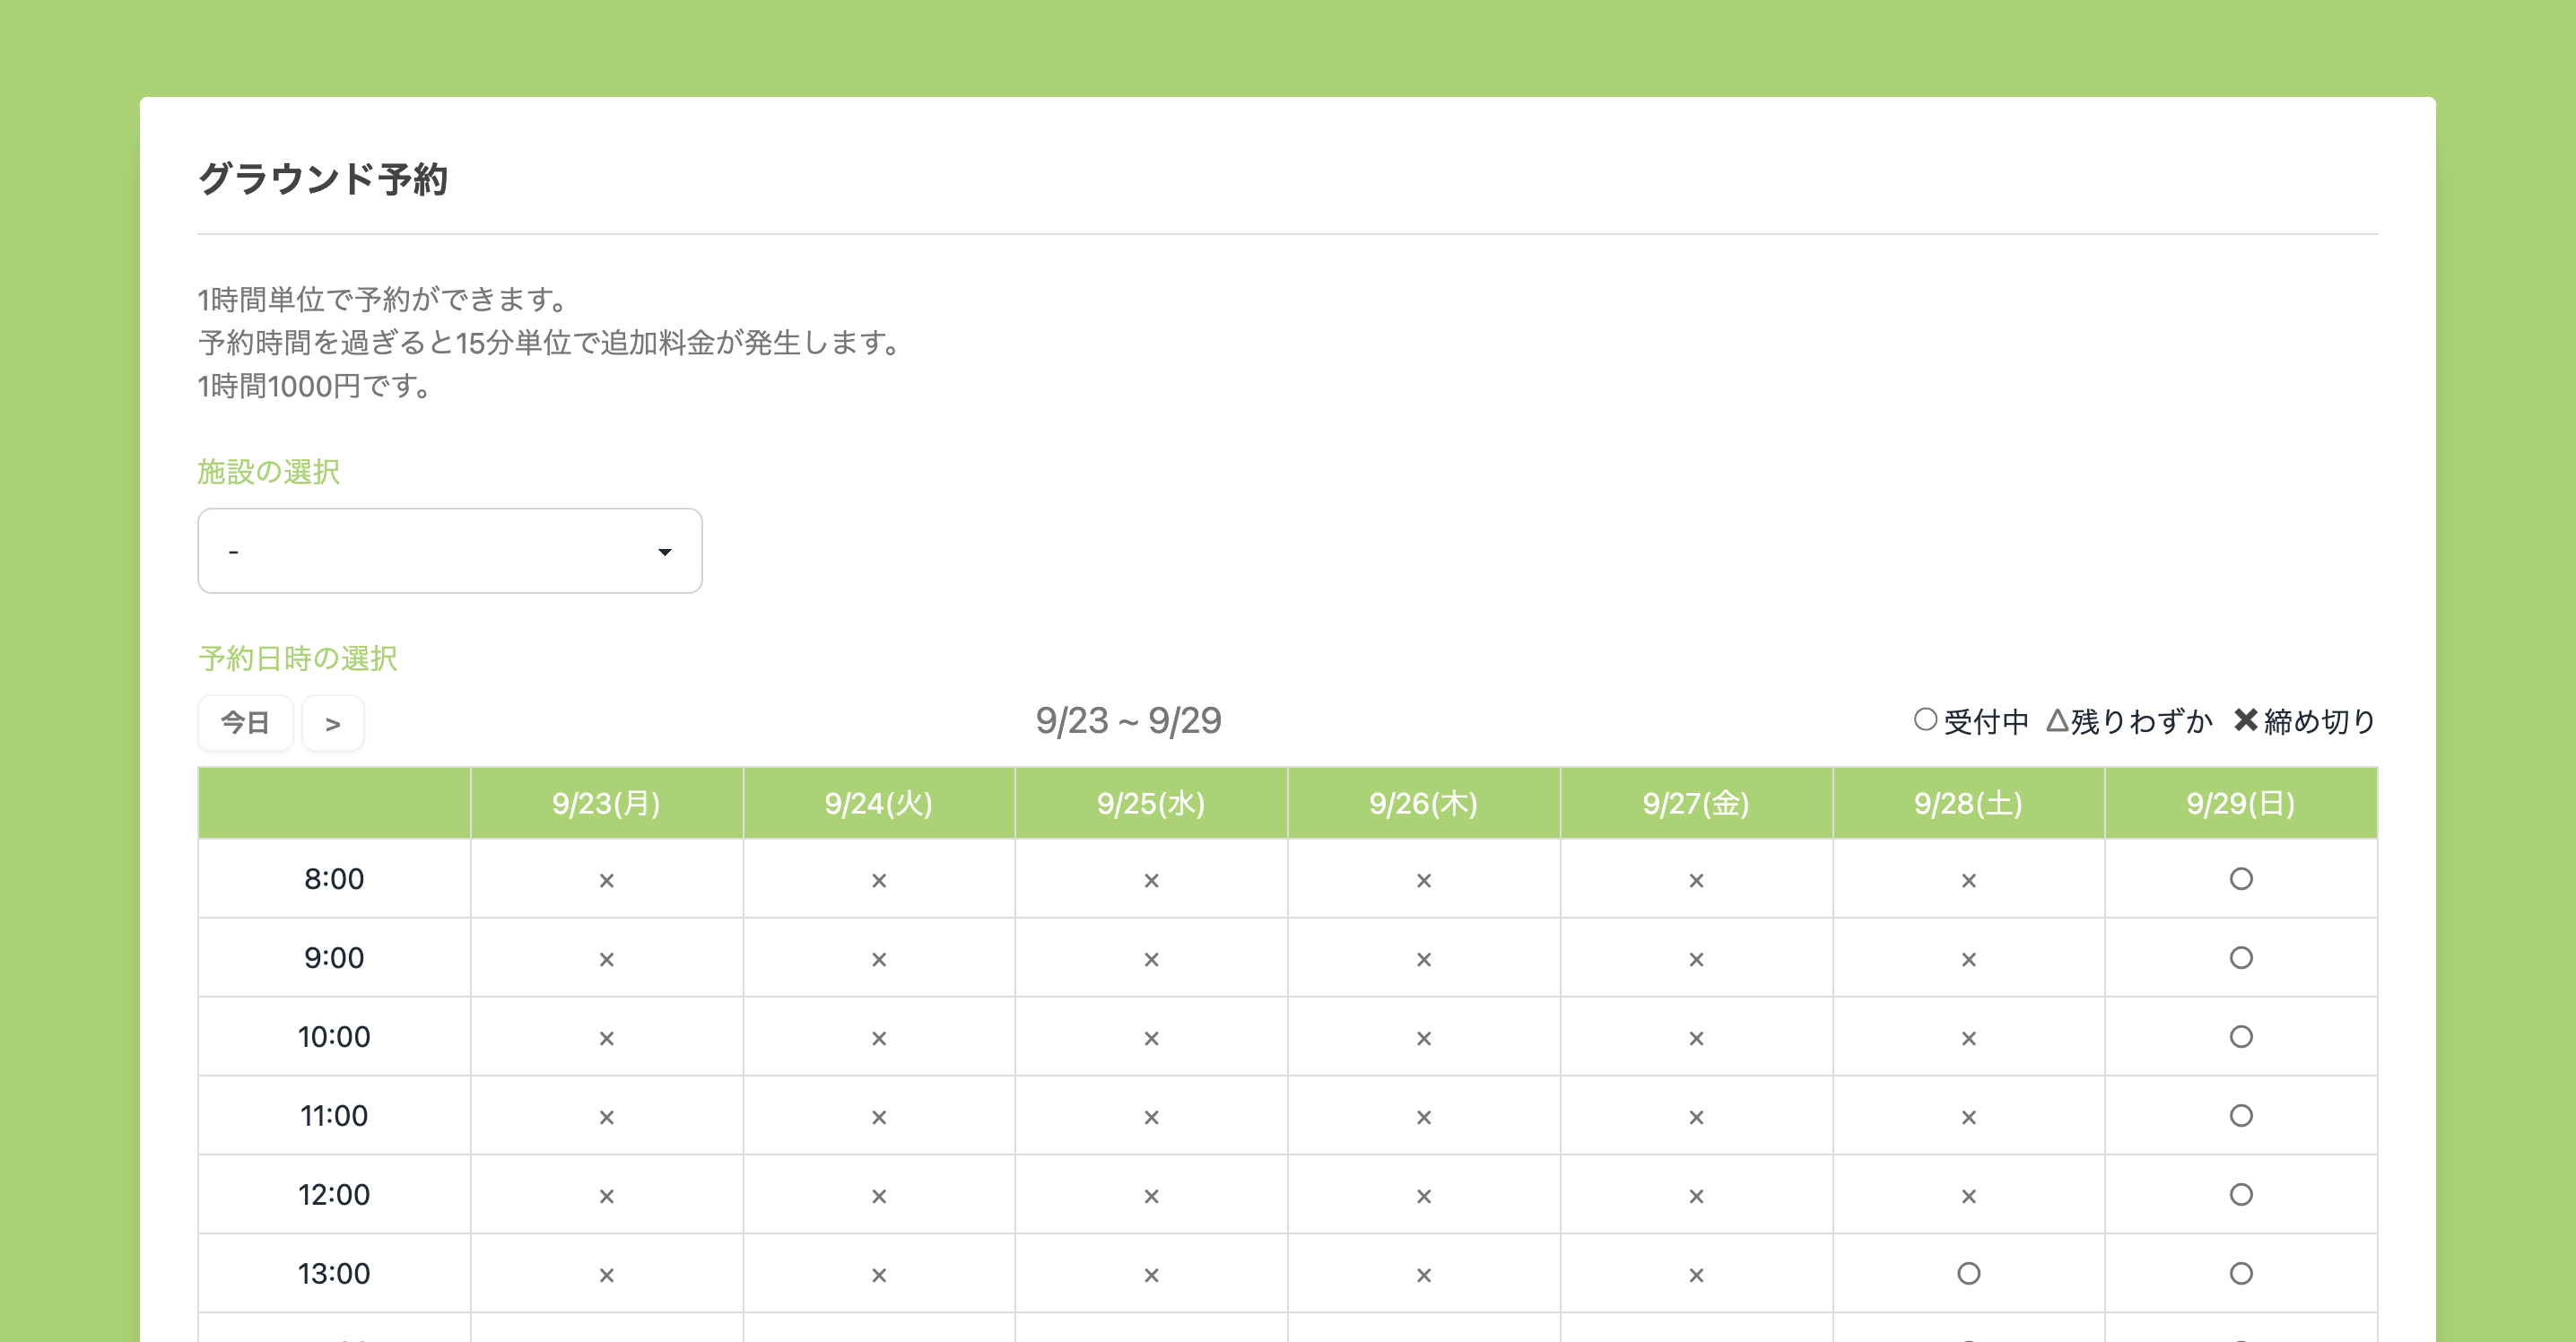 グラウンド予約
1時間単位で予約ができます。
予約時間を過ぎると15分単位で追加料金が発生します。
1時間1000円です。
施設の選択
-
予約日時の選択
今日 > 9/23 ~ 9/29 〇受付中 △残りわずか ✖締め切り
9/23(月) 9/24(火) 9/25(水) 9/26(木) 9/27(金) 9/28(土) 9/29(日)
8:00 × × × × × × 〇
9:00 × × × × × × 〇
10:00 × × × × × × 〇
11:00 × × × × × × 〇
12:00 × × × × × × 〇
13:00 × × × × × 〇 〇